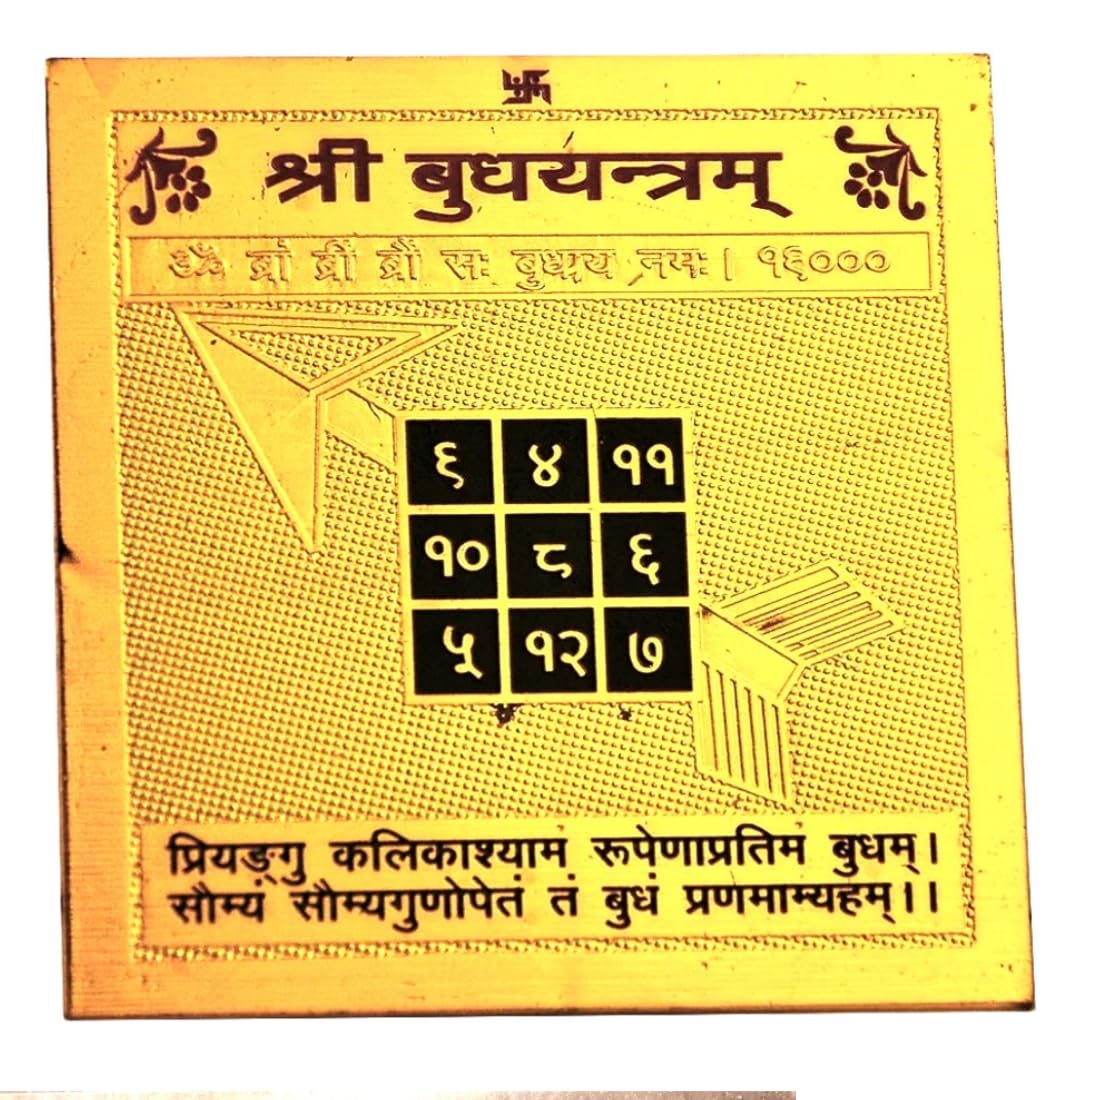 श्री बुधयन्त्रम्
ॐ ब्रां ब्रीं ब्रौं सः बुधाय नमः। १६०००
९ ४ ११
१० ८ ६
५ १२ ७
प्रियङ्गु कलिकाश्यामं रूपेणाप्रतिमं बुधम्।
सौम्यं सौम्यगुणोपेतं तं बुधं प्रणमाम्यहम्।।